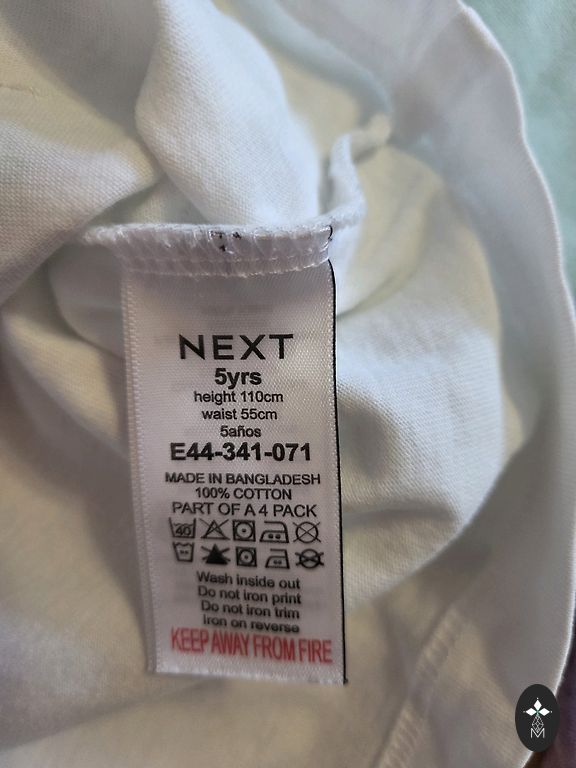 NEXT
5yrs
height 110cm
waist 55cm
5años
E44-341-071
MADE IN BANGLADESH
100% COTTON
PART OF A 4 PACK
40
Wash inside out
Do not iron print
Do not iron trim
Iron on reverse
KEEP AWAY FROM FIRE
M